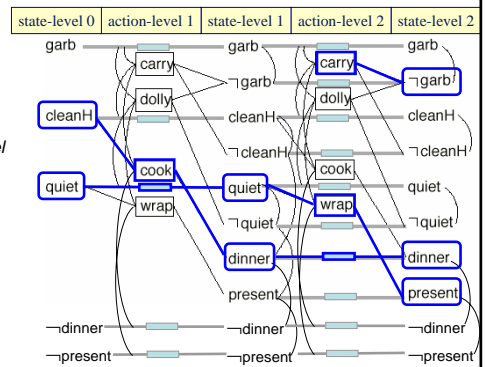 state-level 0 action-level 1 state-level 1 action-level 2 state-level 2
garb garb garb
carry carry
¬garb ¬garb
dolly dolly
cleanH cleanH cleanH
¬cleanH ¬cleanH
cook cook
quiet quiet quiet
wrap wrap
¬quiet ¬quiet
dinner dinner
present present
¬dinner ¬dinner ¬dinner
¬present ¬present ¬present